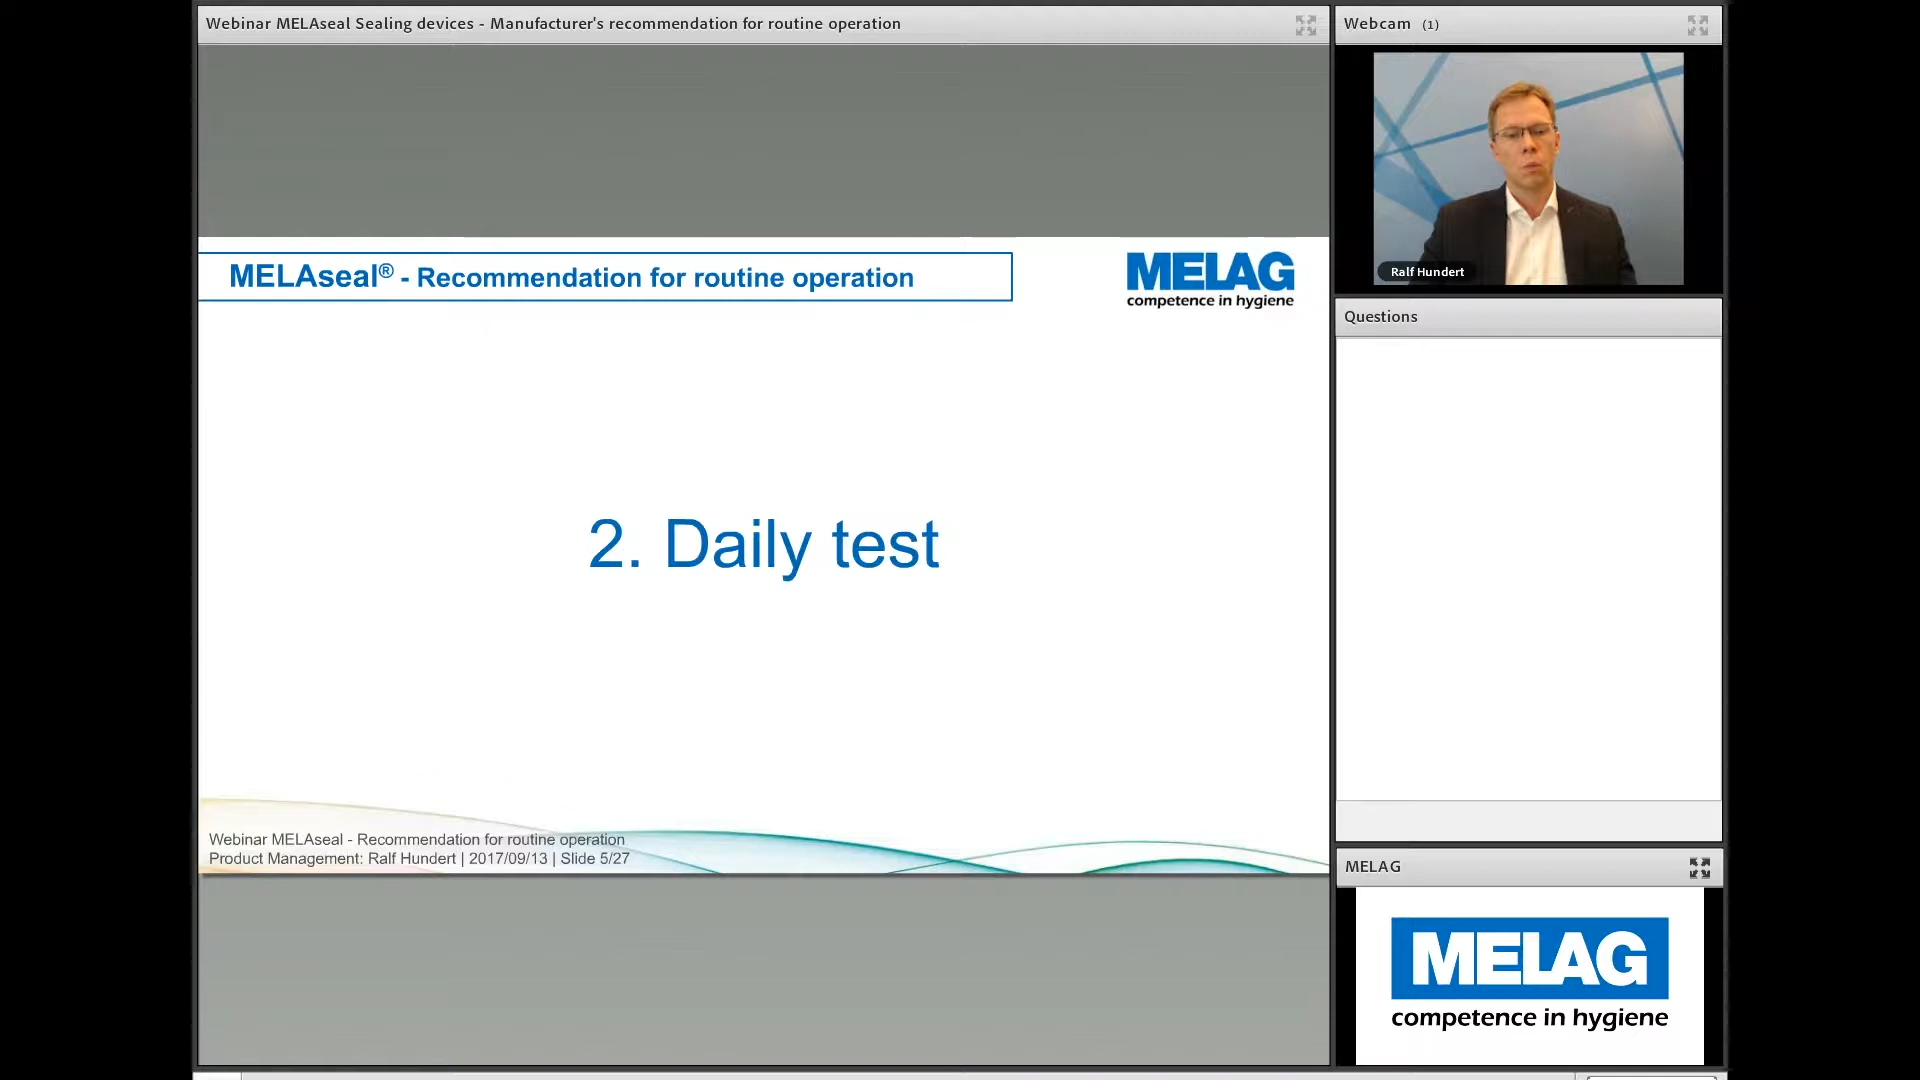 Webinar MELAseal Sealing devices - Manufacturer's recommendation for routine operation
MELAseal® - Recommendation for routine operation
MELAG
competence in hygiene
2. Daily test
Webinar MELAseal - Recommendation for routine operation
Product Management: Ralf Hundert | 2017/09/13 | Slide 5/27
Webcam (1)
Ralf Hundert
Questions
MELAG
MELAG
competence in hygiene